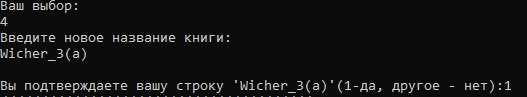 Ваш выбор:
4
Введите новое название книги:
Wicher_3(a)
Вы подтверждаете вашу строку 'Wicher_3(a)'(1-да, другое - нет):1